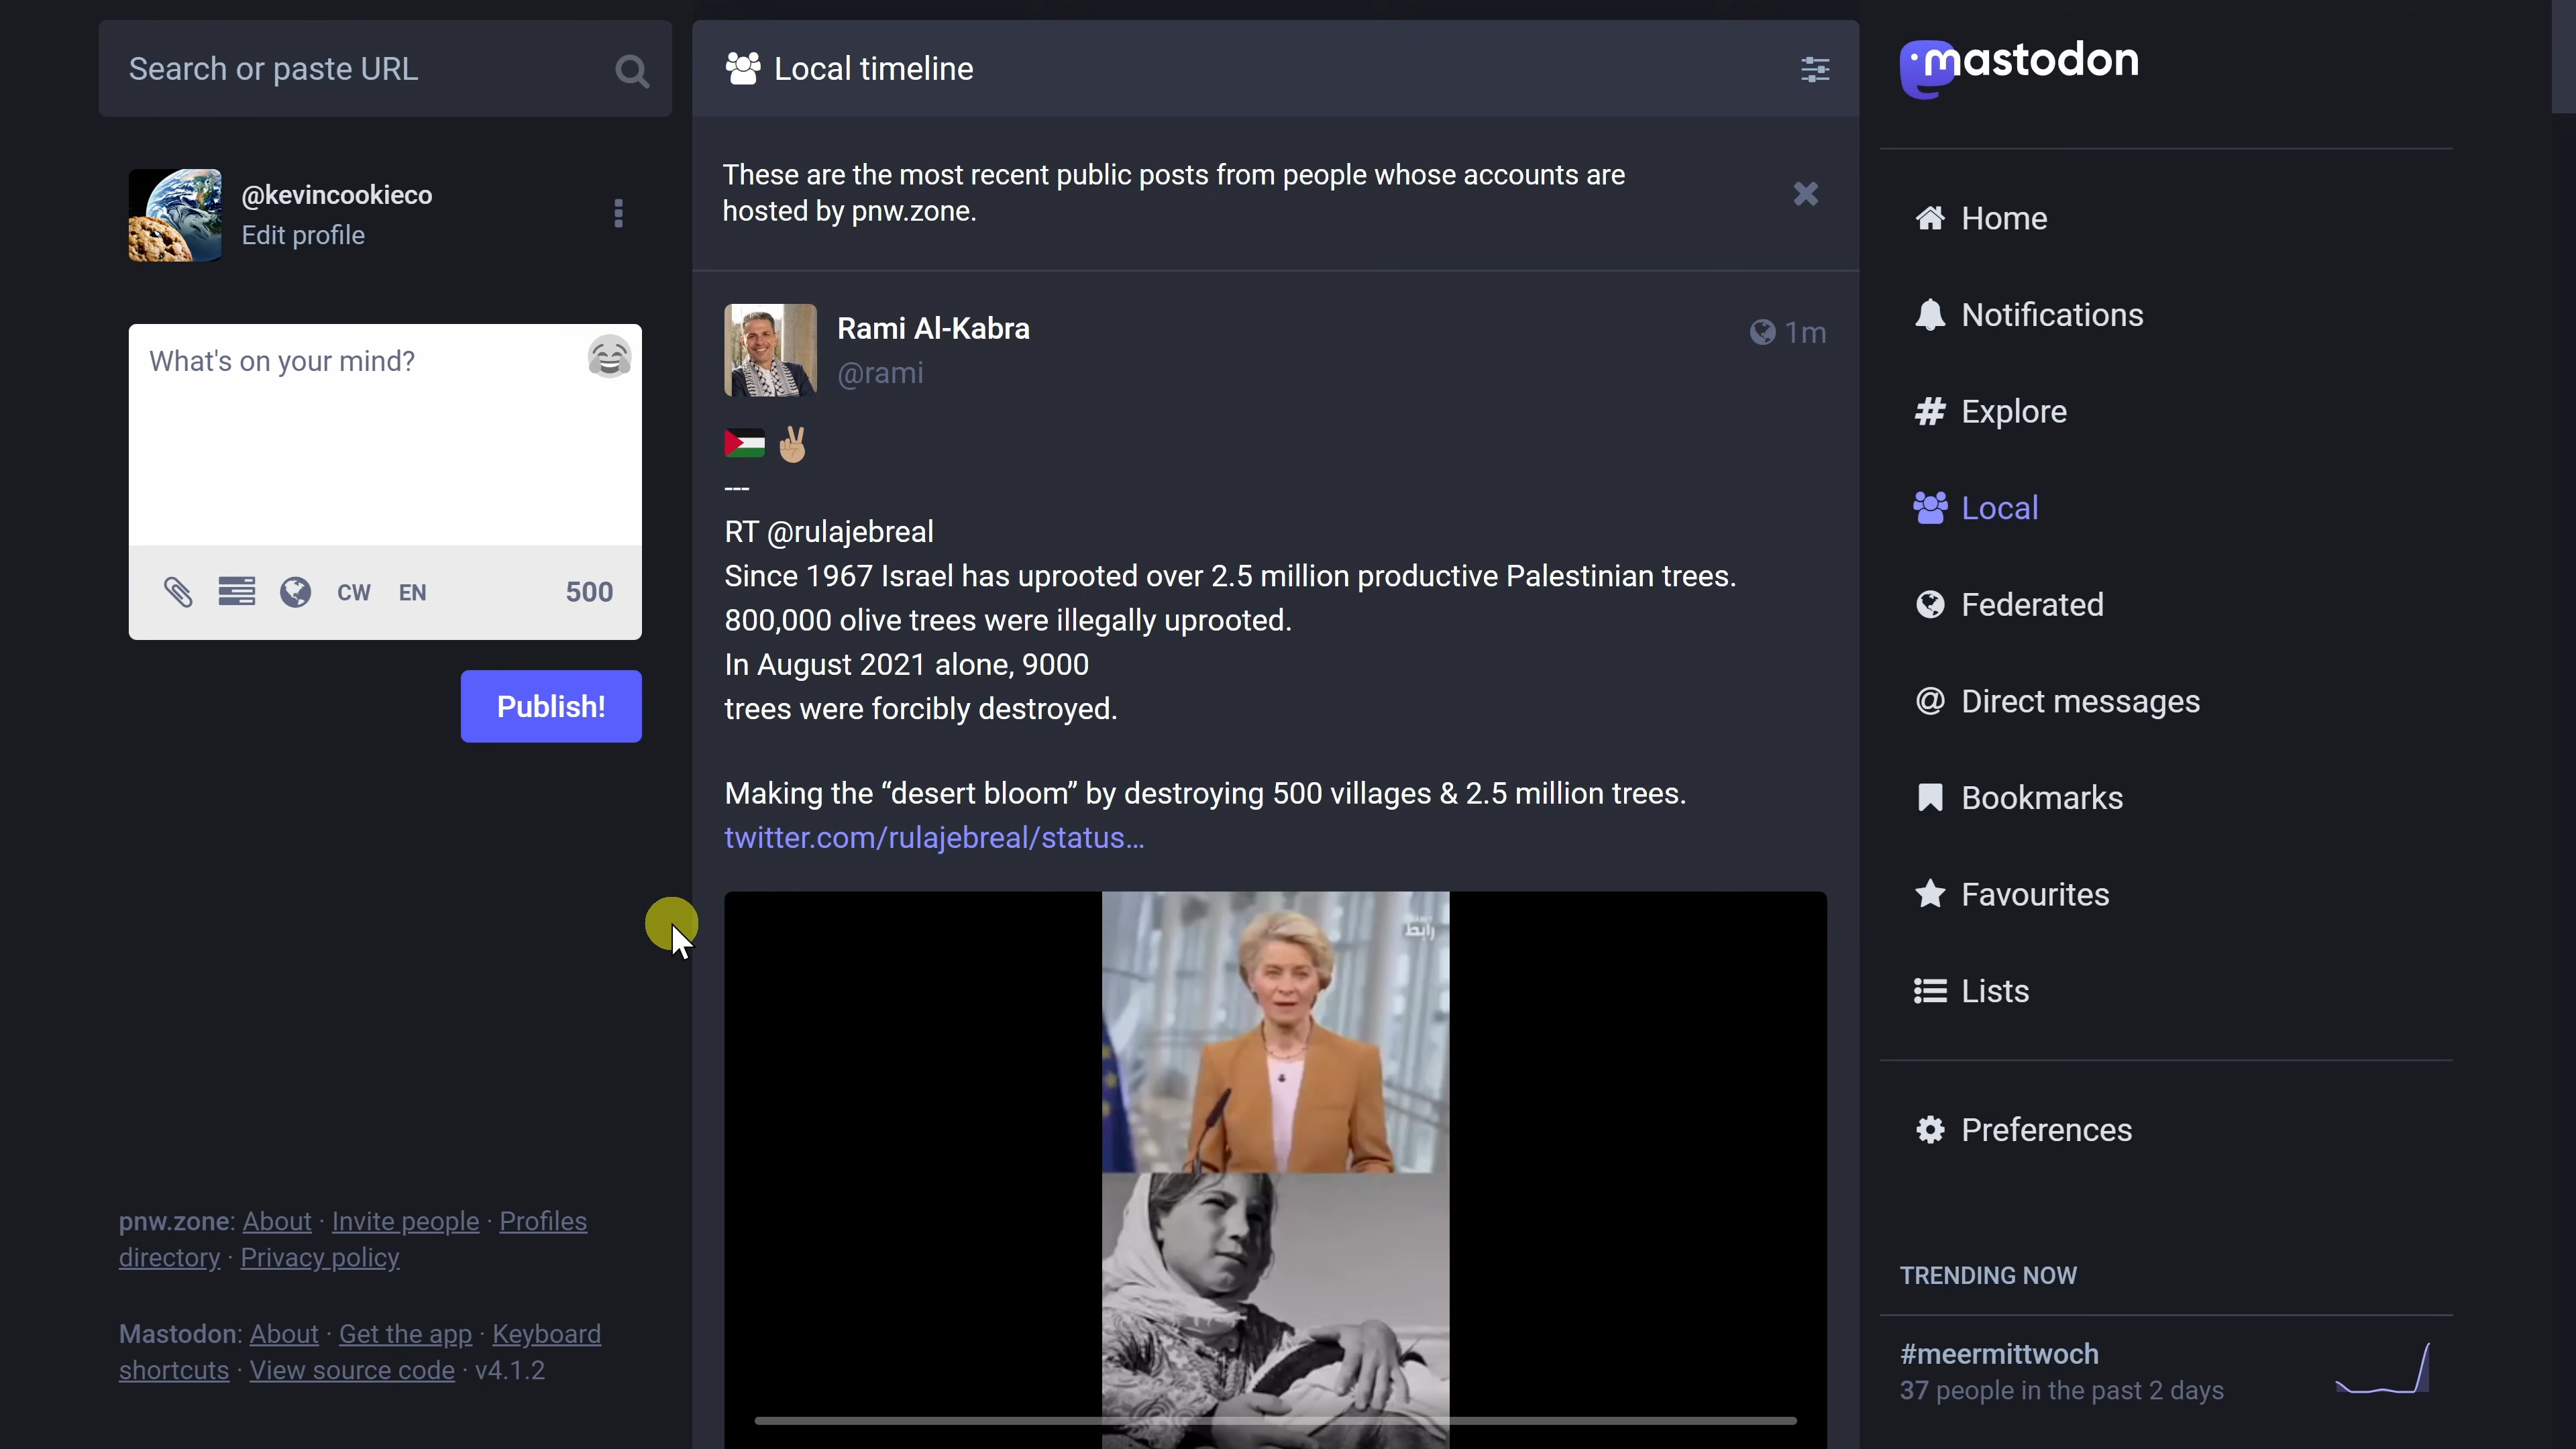 Search or paste URL
@kevincookieco
Edit profile
What's on your mind?
CW EN 500
Publish!
pnw.zone: About · Invite people · Profiles
directory · Privacy policy
Mastodon: About · Get the app · Keyboard
shortcuts · View source code · v4.1.2
Local timeline
These are the most recent public posts from people whose accounts are
hosted by pnw.zone.
Rami Al-Kabra
1m
@rami
🇵🇸 ✌🏽
---
RT @rulajebreal
Since 1967 Israel has uprooted over 2.5 million productive Palestinian trees.
800,000 olive trees were illegally uprooted.
In August 2021 alone, 9000
trees were forcibly destroyed.
Making the “desert bloom” by destroying 500 villages & 2.5 million trees.
twitter.com/rulajebreal/status…
رابط
mastodon
Home
Notifications
# Explore
Local
Federated
@ Direct messages
Bookmarks
Favourites
Lists
Preferences
TRENDING NOW
#meermittwoch
37 people in the past 2 days